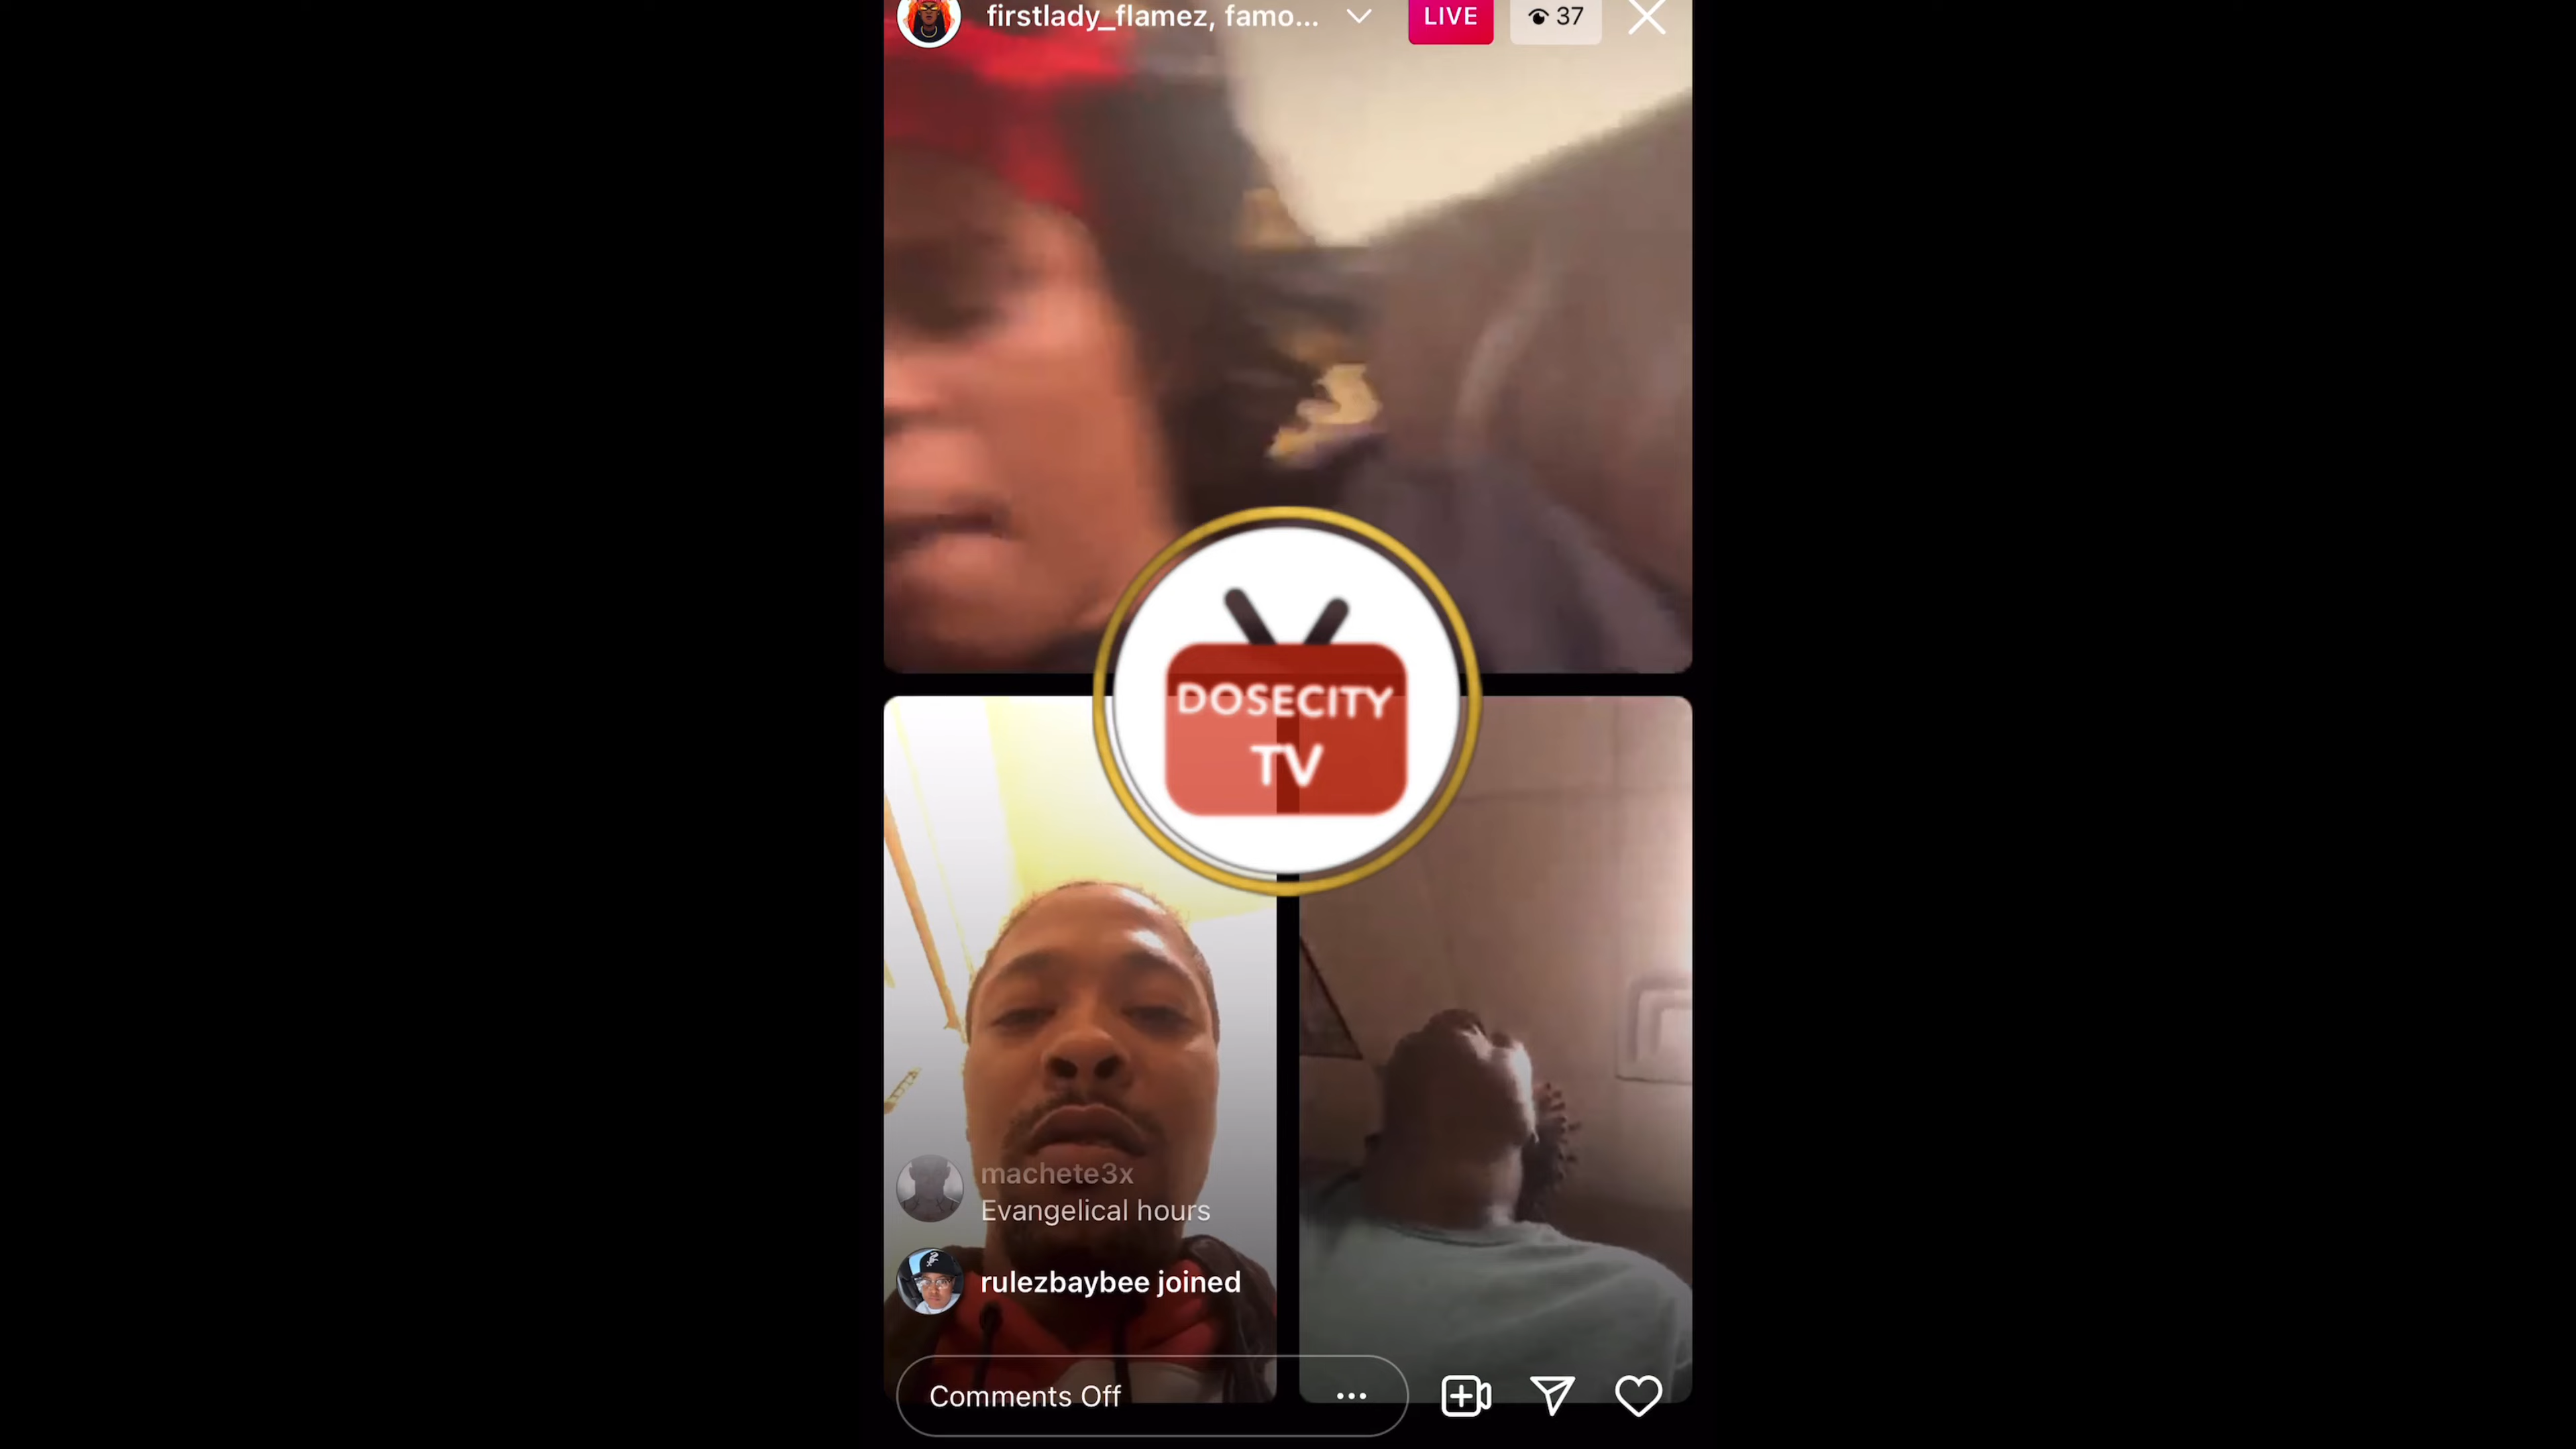 firstlady_flamez, famo...
LIVE
37
DOSECITY
TV
machete3x
Evangelical hours
rulezbaybee joined
Comments Off